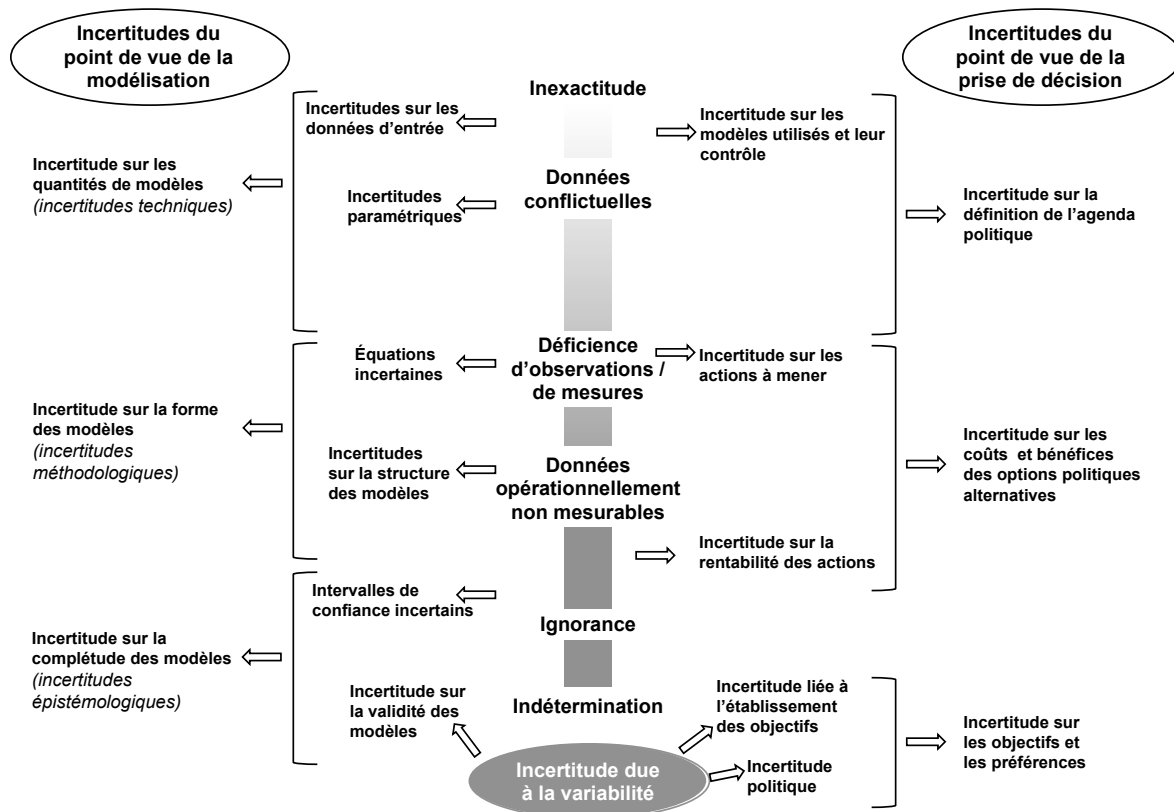 Incertitudes du
point de vue de la
modélisation
Incertitudes du
point de vue de la
prise de décision
Incertitude sur les
quantités de modèles
(incertitudes techniques)
Incertitude sur la forme
des modèles
(incertitudes
méthodologiques)
Incertitude sur la
complétude des modèles
(incertitudes
épistémologiques)
Incertitudes sur les
données d’entrée
Incertitudes
paramétriques
Équations
incertaines
Incertitudes
sur la structure
des modèles
Intervalles de
confiance incertains
Incertitude sur
la validité des
modèles
Inexactitude
Données
conflictuelles
Déficience
d’observations /
de mesures
Données
opérationnellement
non mesurables
Ignorance
Indétermination
Incertitude due
à la variabilité
Incertitude sur les
modèles utilisés et leur
contrôle
Incertitude sur les
actions à mener
Incertitude sur la
rentabilité des actions
Incertitude liée à
l’établissement
des objectifs
Incertitude
politique
Incertitude sur la
définition de l’agenda
politique
Incertitude sur les
coûts et bénéfices
des options politiques
alternatives
Incertitude sur
les objectifs et
les préférences